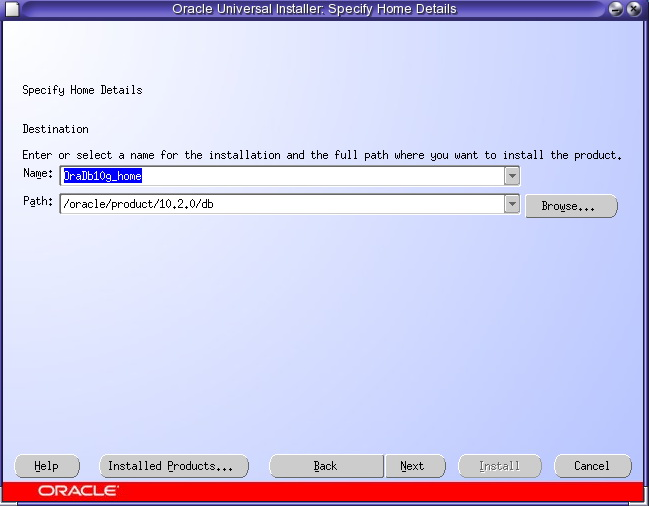 Oracle Universal Installer: Specify Home Details
Specify Home Details
Destination
Enter or select a name for the installation and the full path where you want to install the product.
Name: OraDb10g_home
Path: /oracle/product/10.2.0/db Browse...
Help Installed Products... Back Next Install Cancel
ORACLE